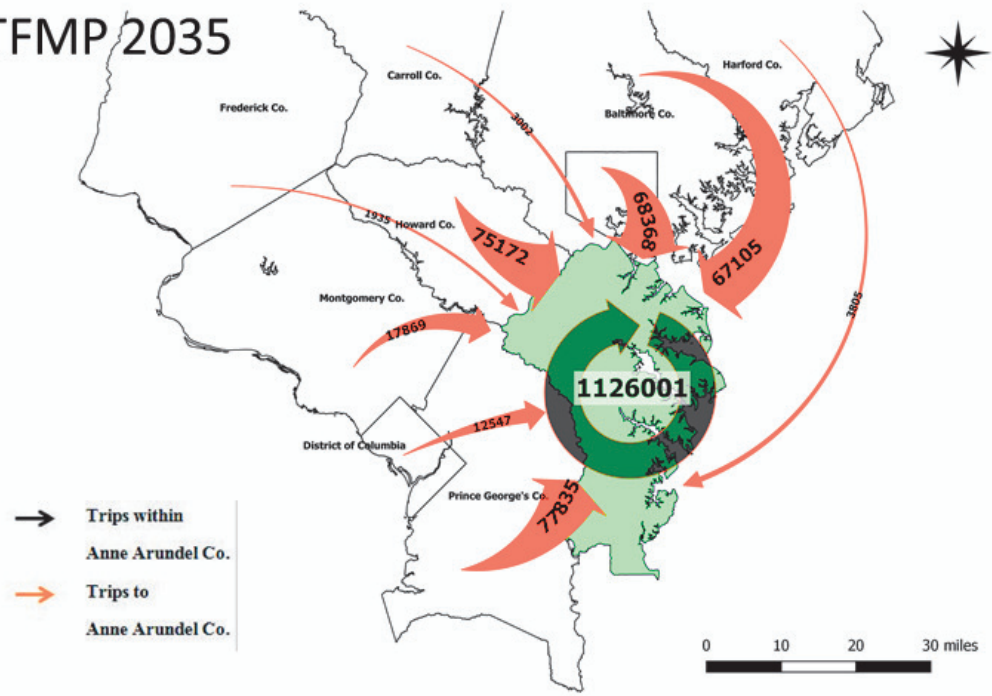 TFMP 2035
Harford Co.
Carroll Co.
Frederick Co.
Baltimore Co.
3002
1935
Howard Co.
68368
75172
67105
Montgomery Co.
3805
17869
1126001
12547
District of Columbia
Prince George's Co.
77835
Trips within
Anne Arundel Co.
Trips to
Anne Arundel Co.
0 10 20 30 miles